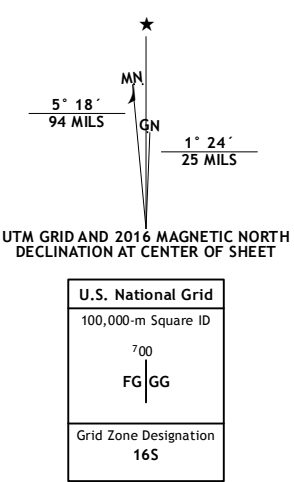 ★
MN
5° 18´
94 MILS
GN
1° 24´
25 MILS
UTM GRID AND 2016 MAGNETIC NORTH
DECLINATION AT CENTER OF SHEET
U.S. National Grid
100,000-m Square ID
⁷00
FG GG
Grid Zone Designation
16S